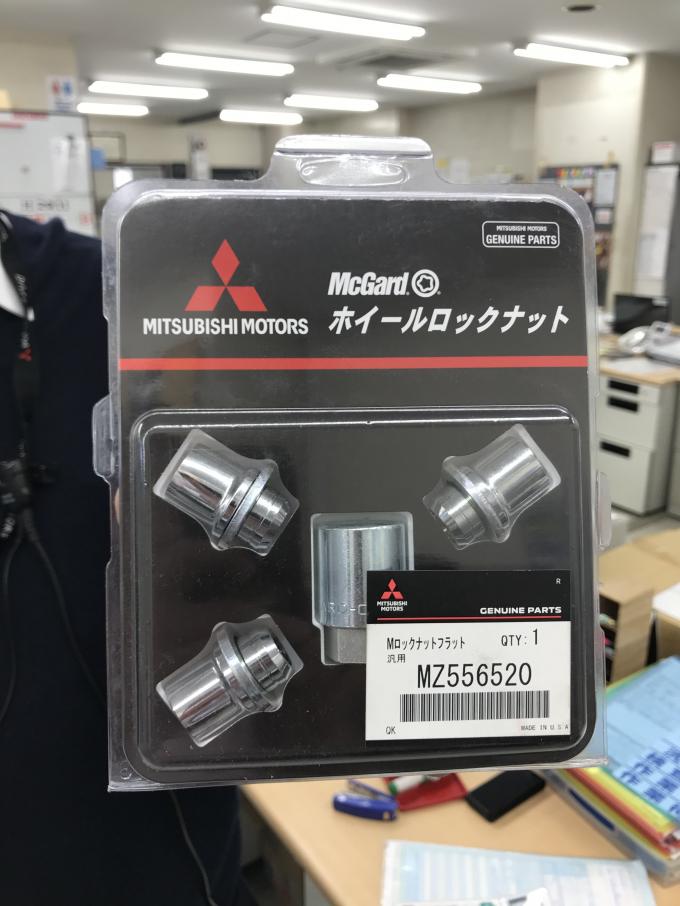 MITSUBISHI MOTORS
GENUINE PARTS
McGard
MITSUBISHI MOTORS
ホイールロックナット
R
MITSUBISHI
MOTORS
GENUINE PARTS
Mロックナットフラット QTY: 1
汎用
MZ556520
QK MADE IN U S A